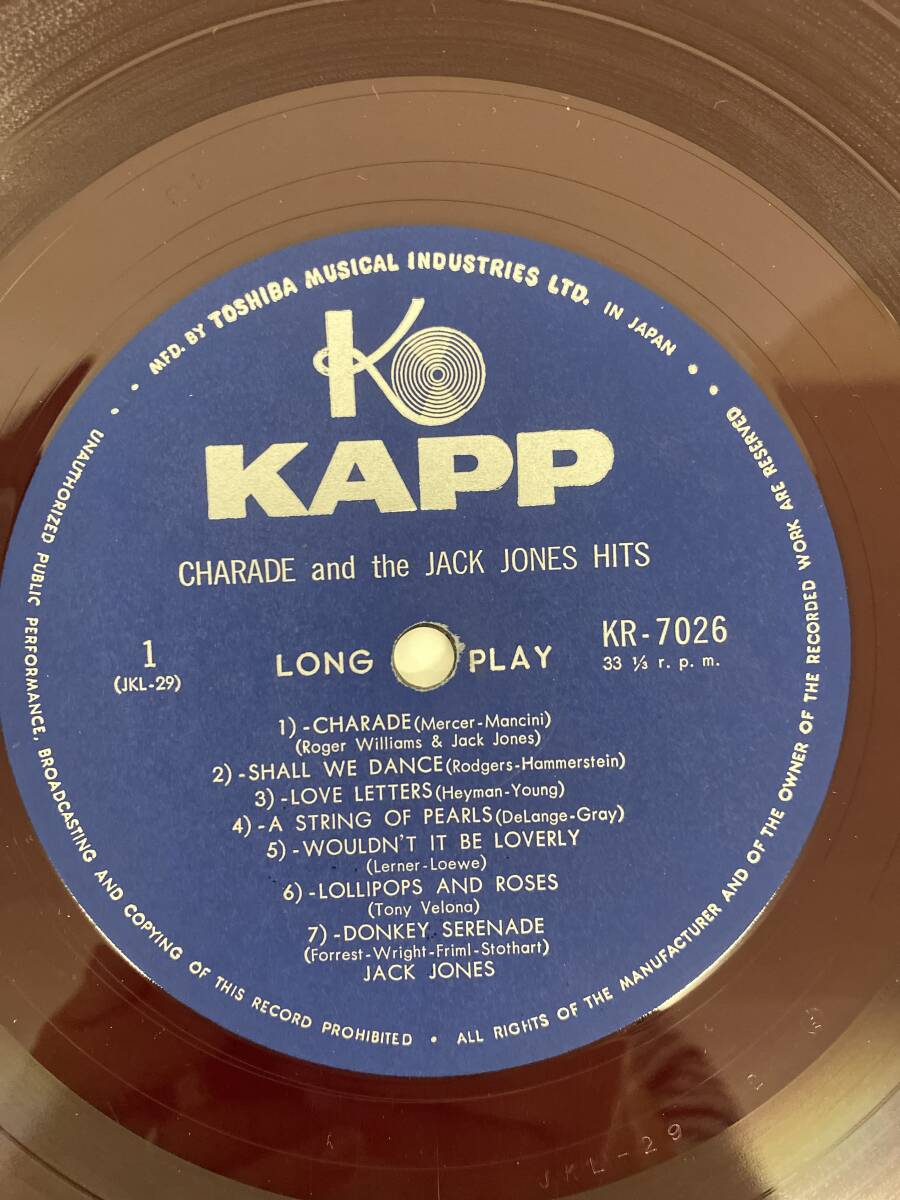 MFD. BY TOSHIBA MUSICAL INDUSTRIES LTD. IN JAPAN
K
KAPP
CHARADE and the JACK JONES HITS
1
(JKL-29)
LONG PLAY
KR-7026
33 ⅓ r. p. m.
1)-CHARADE(Mercer-Mancini)
(Roger Williams & Jack Jones)
2)-SHALL WE DANCE(Rodgers-Hammerstein)
3)-LOVE LETTERS(Heyman-Young)
4)-A STRING OF PEARLS(DeLange-Gray)
5)-WOULDN'T IT BE LOVERLY
(Lerner-Loewe)
6)-LOLLIPOPS AND ROSES
(Tony Velona)
7)-DONKEY SERENADE
(Forrest-Wright-Friml-Stothart)
JACK JONES
UNAUTHORIZED PUBLIC PERFORMANCE, BROADCASTING AND COPYING OF THIS RECORD PROHIBITED • ALL RIGHTS OF THE MANUFACTURER AND OF THE OWNER OF THE RECORDED WORK ARE RESERVED
JKL-29
2